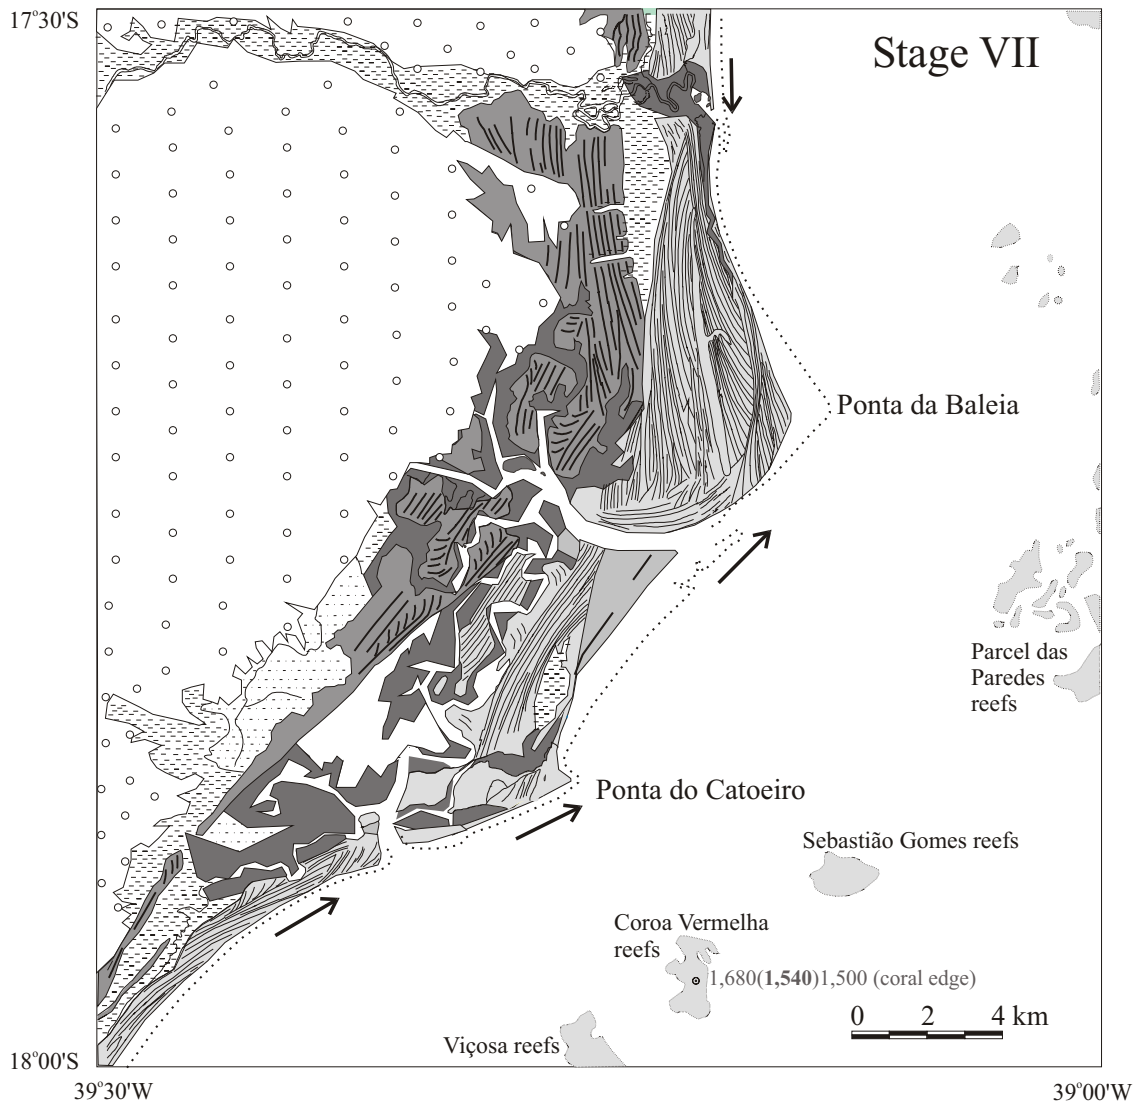 17°30'S
Stage VII
Ponta da Baleia
Parcel das
Paredes
reefs
Ponta do Catoeiro
Sebastião Gomes reefs
Coroa Vermelha
reefs
1,680(1,540)1,500 (coral edge)
0 2 4 km
Viçosa reefs
18°00'S
39°30'W 39°00'W